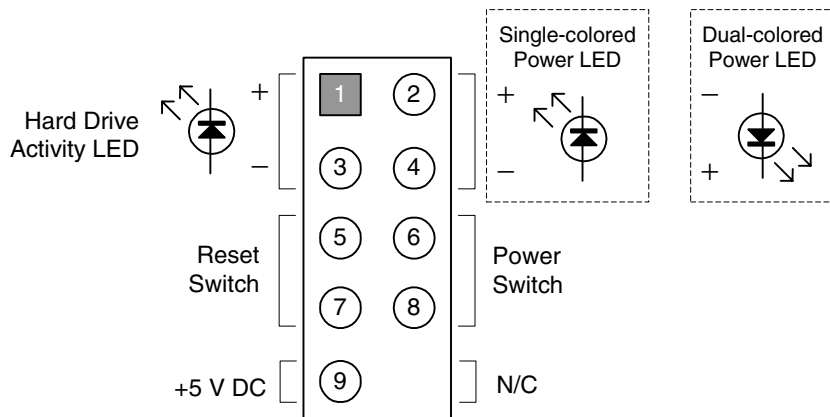 Single-colored
Power LED
Dual-colored
Power LED
Hard Drive
Activity LED
+
−
1
2
3
4
+
−
−
+
Reset
Switch
5
6
7
8
Power
Switch
+5 V DC
9
N/C